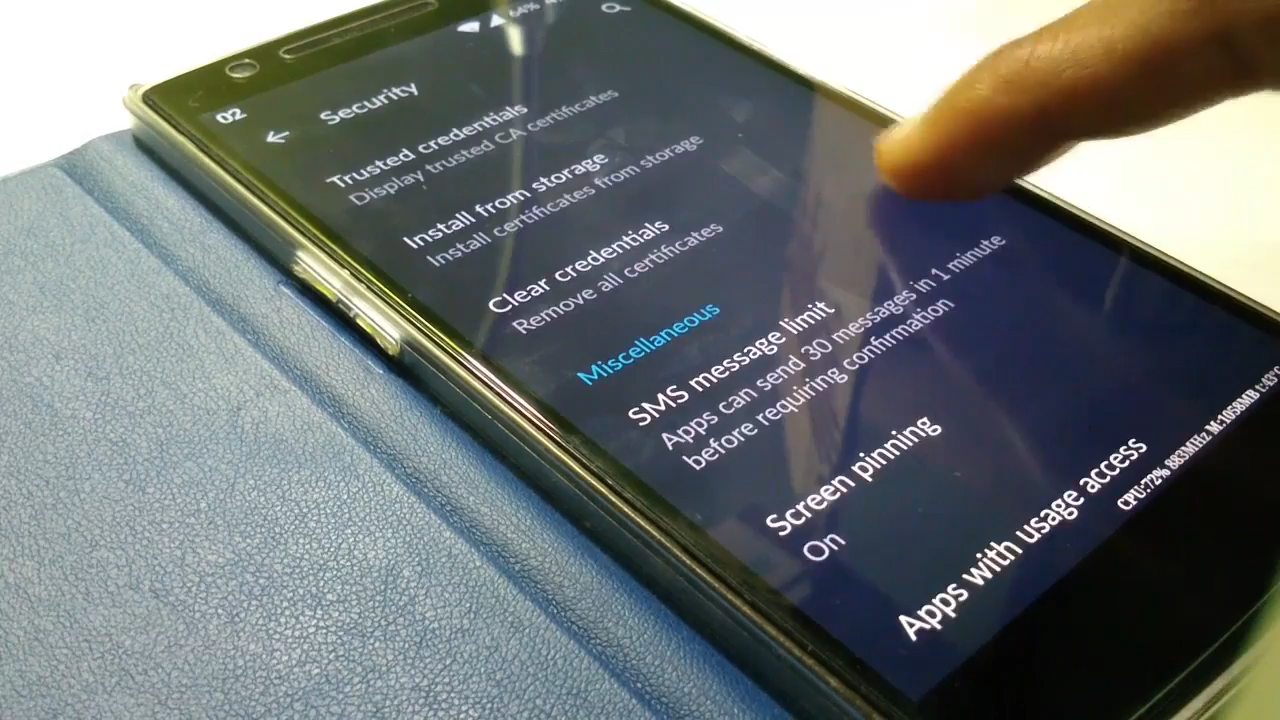 64%
02
Security
Trusted credentials
Display trusted CA certificates
Install from storage
Install certificates from storage
Clear credentials
Remove all certificates
Miscellaneous
SMS message limit
Apps can send 30 messages in 1 minute
before requiring confirmation
Screen pinning
On
Apps with usage access
CPU:72% 883MHz M:1058MB t:43°C